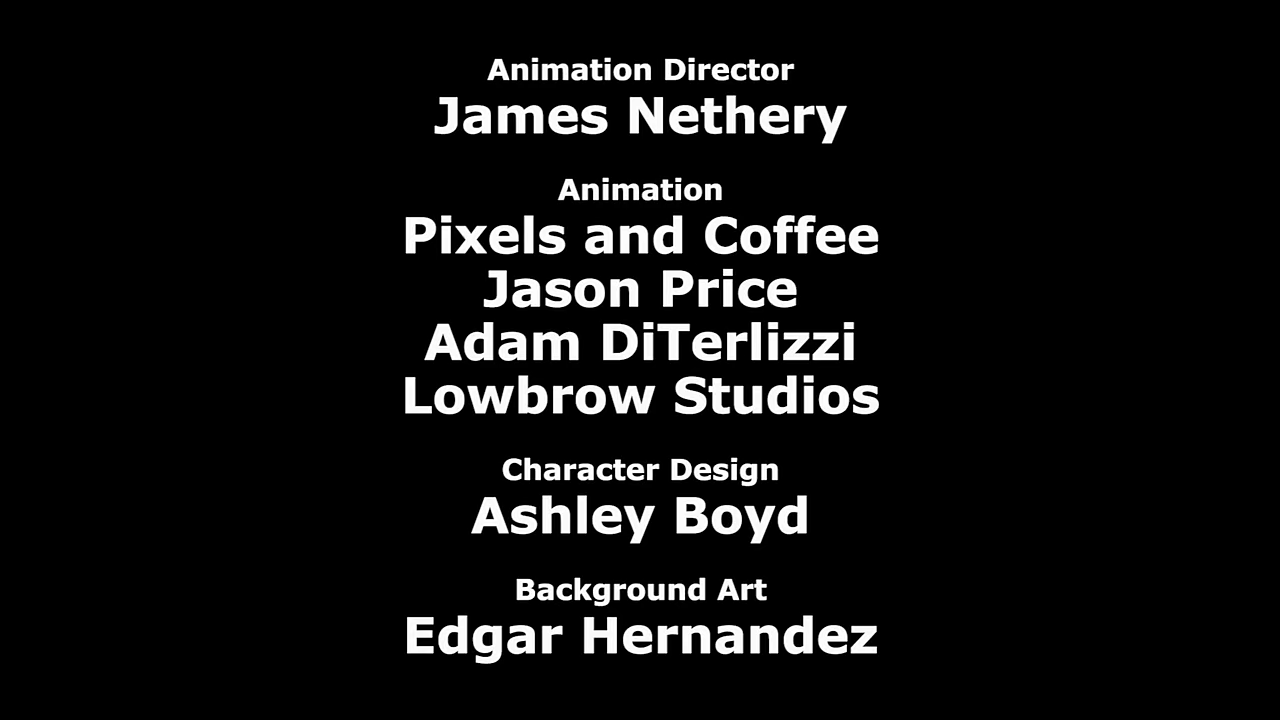 Animation Director
James Nethery
Animation
Pixels and Coffee
Jason Price
Adam DiTerlizzi
Lowbrow Studios
Character Design
Ashley Boyd
Background Art
Edgar Hernandez